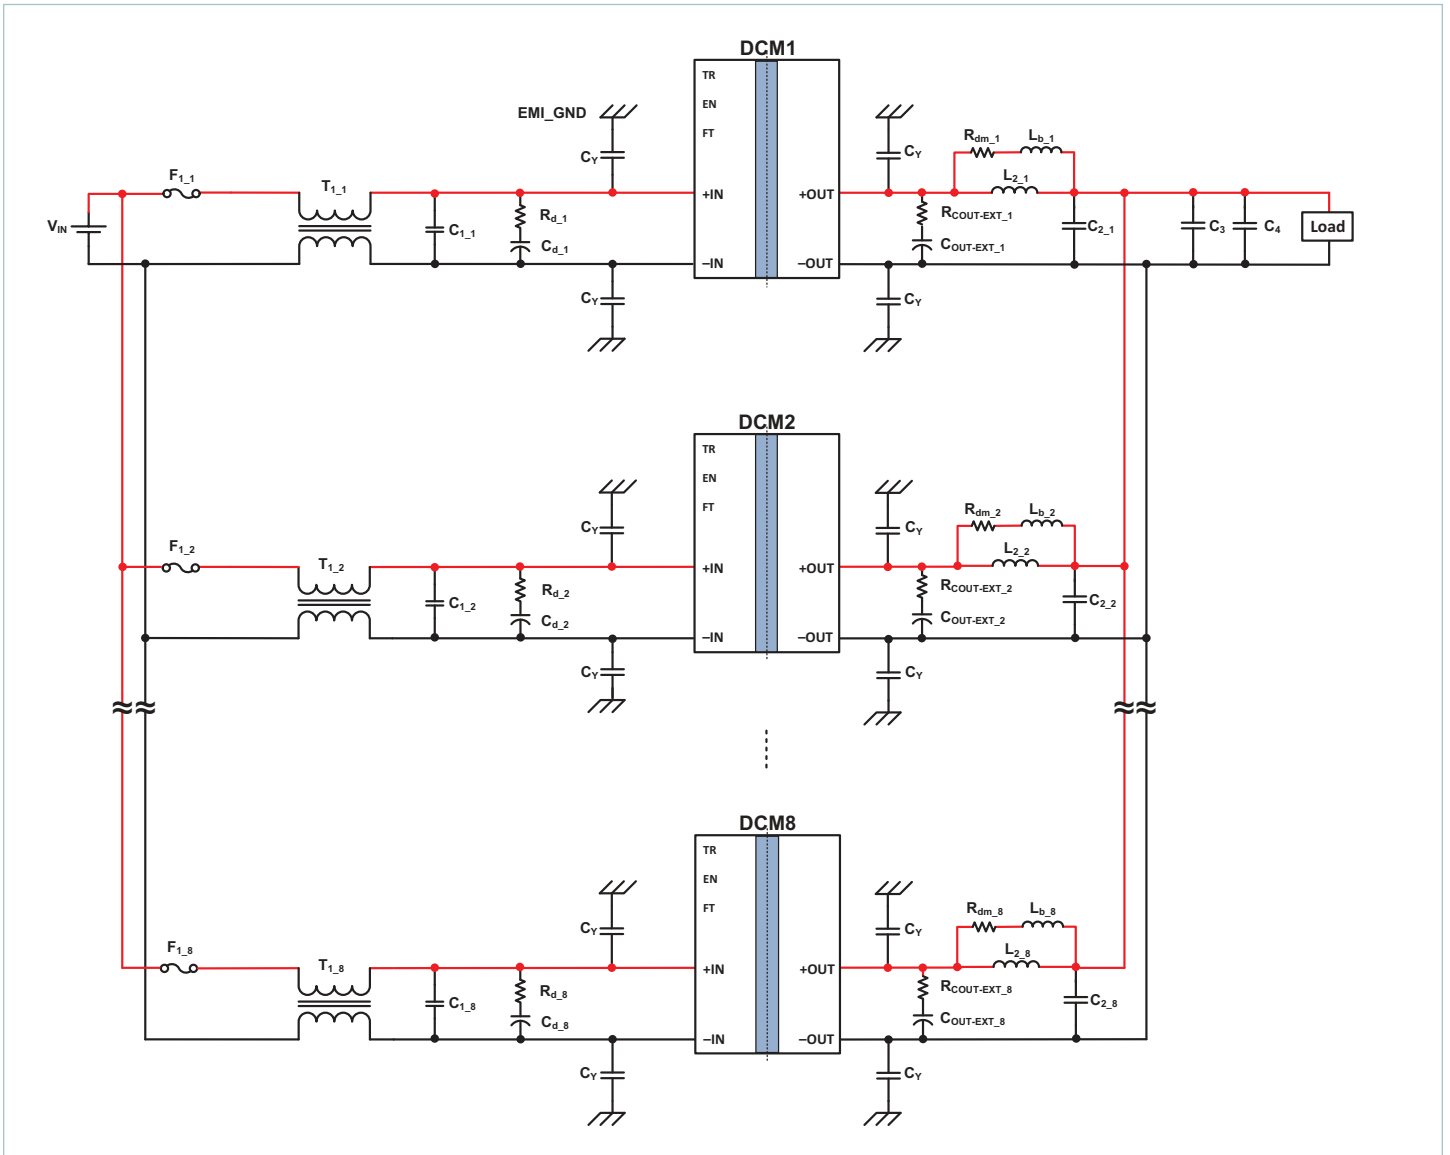 DCM1
TR
EN
FT
EMI_GND
CY
CY
F1_1
T1_1
Rdm_1
Lb_1
L2_1
VIN
+IN
+OUT
C1_1
Rd_1
Cd_1
RCOUT-EXT_1
COUT-EXT_1
C2_1
C3
C4
Load
–IN
–OUT
CY
CY
DCM2
TR
EN
FT
CY
CY
F1_2
T1_2
Rdm_2
Lb_2
L2_2
+IN
+OUT
C1_2
Rd_2
Cd_2
RCOUT-EXT_2
COUT-EXT_2
C2_2
–IN
–OUT
CY
CY
DCM8
TR
EN
FT
CY
CY
F1_8
T1_8
Rdm_8
Lb_8
L2_8
+IN
+OUT
C1_8
Rd_8
Cd_8
RCOUT-EXT_8
COUT-EXT_8
C2_8
–IN
–OUT
CY
CY